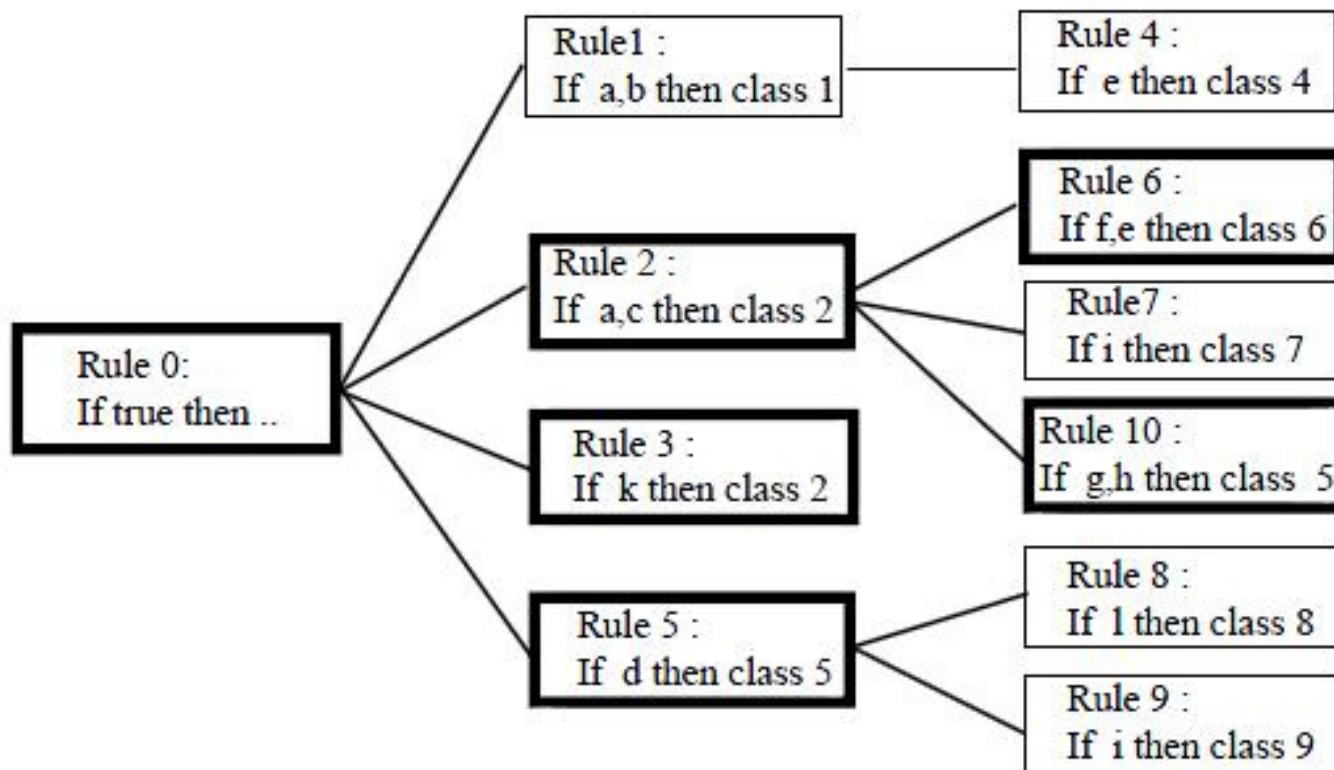 Rule1 :
If a,b then class 1
Rule 4 :
If e then class 4
Rule 6 :
If f,e then class 6
Rule 2 :
If a,c then class 2
Rule7 :
If i then class 7
Rule 0:
If true then ..
Rule 3 :
If k then class 2
Rule 10 :
If g,h then class 5
Rule 5 :
If d then class 5
Rule 8 :
If l then class 8
Rule 9 :
If i then class 9